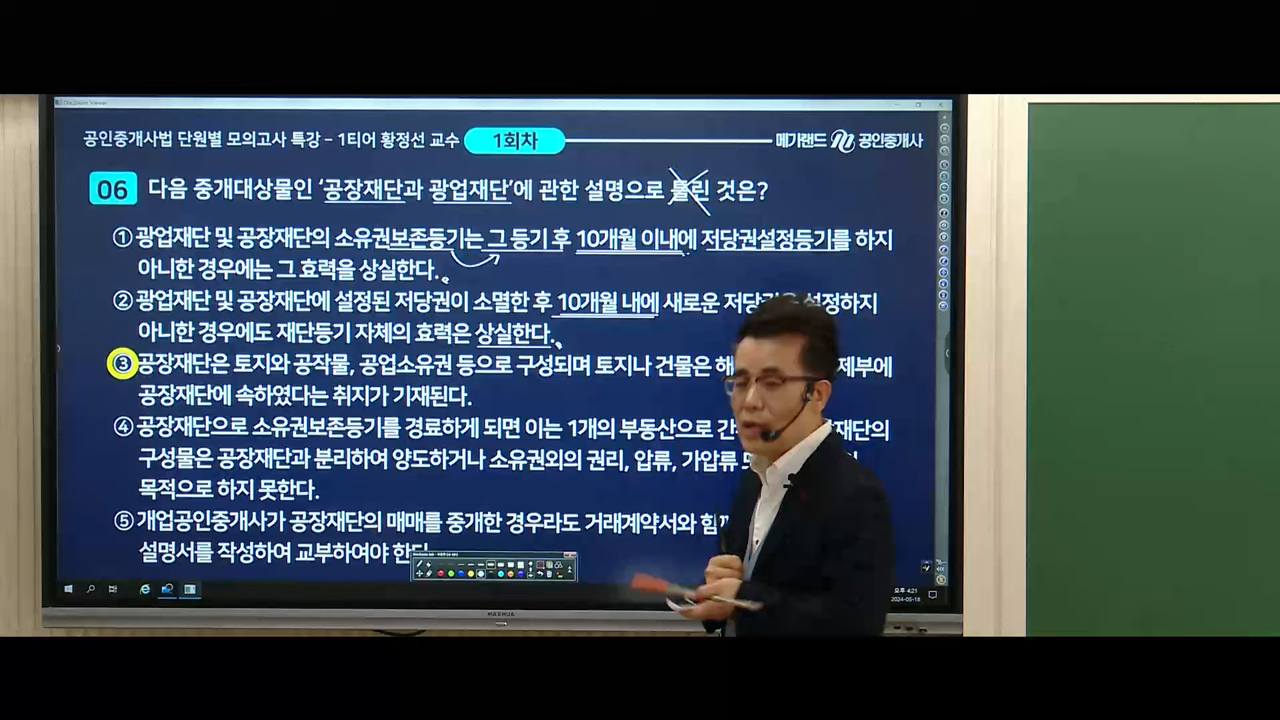 공인중개사법 단원별 모의고사 특강 - 1티어 황정선 교수 1회차 메가랜드 공인중개사
06 다음 중개대상물인 '공장재단과 광업재단'에 관한 설명으로 틀린 것은?
① 광업재단 및 공장재단의 소유권보존등기는 그 등기 후 10개월 이내에 저당권설정등기를 하지
아니한 경우에는 그 효력을 상실한다.
② 광업재단 및 공장재단에 설정된 저당권이 소멸한 후 10개월 내에 새로운 저당권을 설정하지
아니한 경우에도 재단등기 자체의 효력은 상실한다.
③ 공장재단은 토지와 공작물, 공업소유권 등으로 구성되며 토지나 건물은 해 제부에
공장재단에 속하였다는 취지가 기재된다.
④ 공장재단으로 소유권보존등기를 경료하게 되면 이는 1개의 부동산으로 간 재단의
구성물은 공장재단과 분리하여 양도하거나 소유권외의 권리, 압류, 가압류
목적으로 하지 못한다.
⑤ 개업공인중개사가 공장재단의 매매를 중개한 경우라도 거래계약서와
설명서를 작성하여 교부하여야 한다.
오후 4:21
2024-05-18
MAXHUB